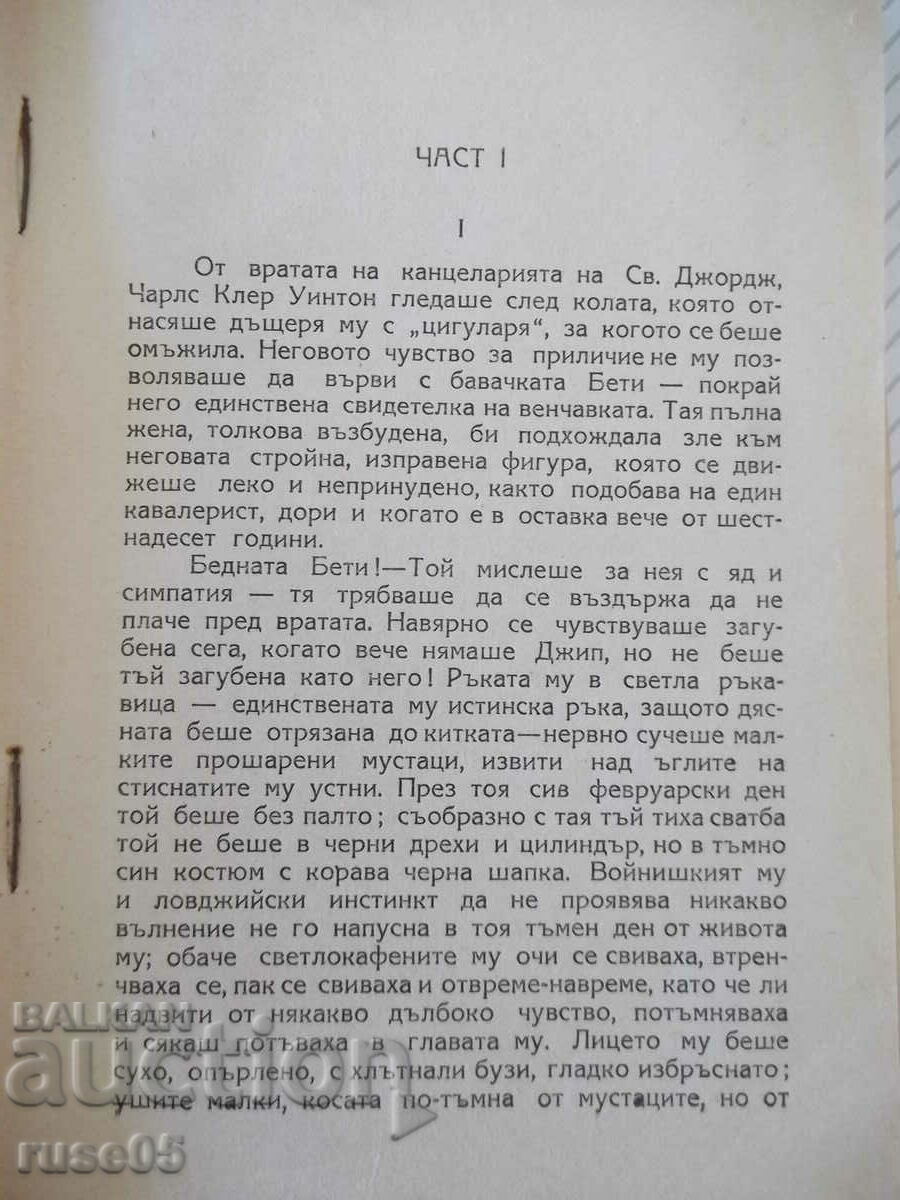 ЧАСТ I
I
От вратата на канцеларията на Св. Джордж,
Чарлс Клер Уинтон гледаше след колата, която от-
насяше дъщеря му с „цигуларя“, за когото се беше
омъжила. Неговото чувство за приличие не му поз-
воляваше да върви с бавачката Бети — покрай
него единствена свидетелка на венчавката. Тая пълна
жена, толкова възбудена, би подхождала зле към
неговата стройна, изправена фигура, която се дви-
жеше леко и непринудено, както подобава на един
кавалерист, дори и когато е в оставка вече от шест-
надесет години.
Бедната Бети!—Той мислеше за нея с яд и
симпатия — тя трябваше да се въздържа да не
плаче пред вратата. Навярно се чувствуваше загу-
бена сега, когато вече нямаше Джип, но не беше
тъй загубена като него! Ръката му в светла ръка-
вица — единствената му истинска ръка, защото дяс-
ната беше отрязана до китката—нервно сучеше мал-
ките прошарени мустаци, извити над ъглите на
стиснатите му устни. През тоя сив февруарски ден
той беше без палто; съобразно с тая тъй тиха сватба
той не беше в черни дрехи и цилиндър, но в тъмно
син костюм с корава черна шапка. Войнишкият му
и ловджийски инстинкт да не проявява никакво
вълнение не го напусна в тоя тъмен ден от живота
му; обаче светлокафените му очи се свиваха, втрен-
чваха се, пак се свиваха и отвреме-навреме, като че ли
надвити от някакво дълбоко чувство, потъмняваха
и сякаш потъваха в главата му. Лицето му беше
сухо, опърлено, с хлътнали бузи, гладко избръснато;
ушите малки, косата по-тъмна от мустаците, но от
BALKAN
auction
ruse05